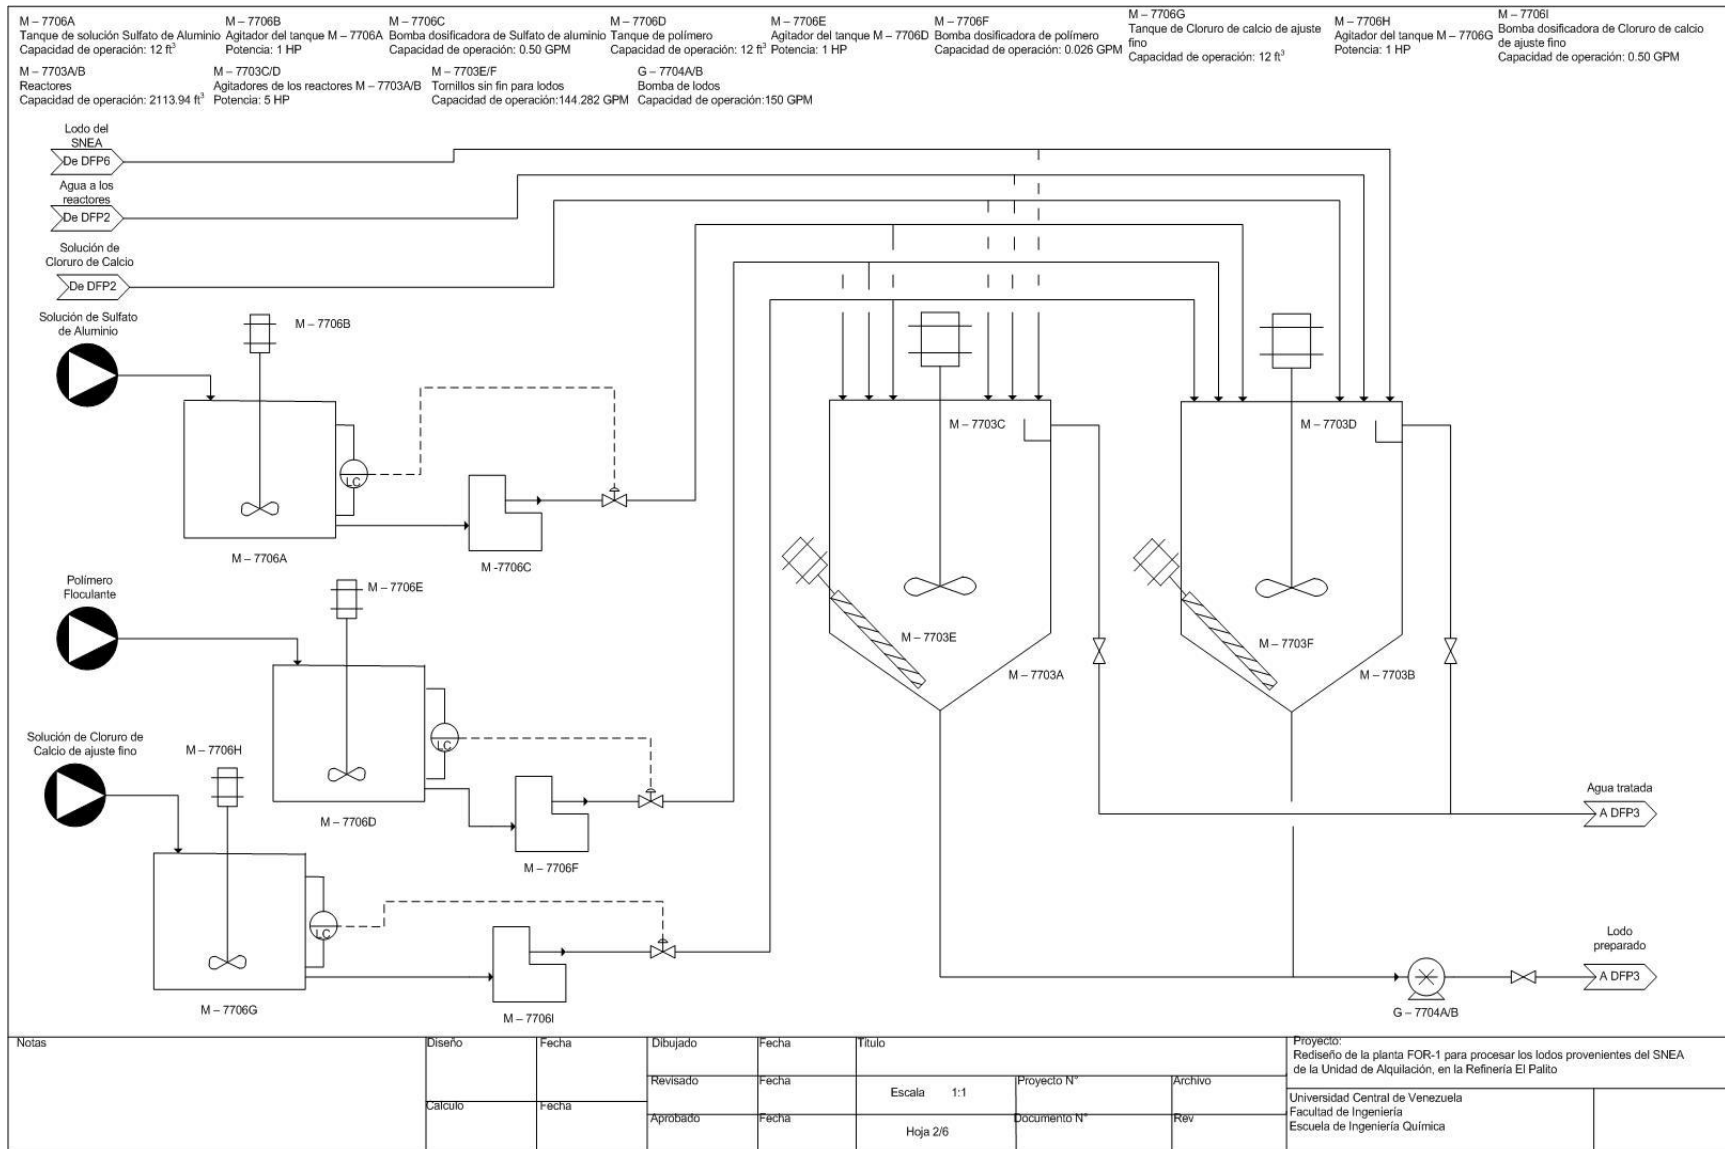 M – 7706A
Tanque de solución Sulfato de Aluminio
Capacidad de operación: 12 ft³
M – 7706B
Agitador del tanque M – 7706A
Potencia: 1 HP
M – 7706C
Bomba dosificadora de Sulfato de aluminio
Capacidad de operación: 0.50 GPM
M – 7706D
Tanque de polímero
Capacidad de operación: 12 ft³
M – 7706E
Agitador del tanque M – 7706D
Potencia: 1 HP
M – 7706F
Bomba dosificadora de polímero
Capacidad de operación: 0.026 GPM
M – 7706G
Tanque de Cloruro de calcio de ajuste
fino
Capacidad de operación: 12 ft³
M – 7706H
Agitador del tanque M – 7706G
Potencia: 1 HP
M – 7706I
Bomba dosificadora de Cloruro de calcio
de ajuste fino
Capacidad de operación: 0.50 GPM
M – 7703A/B
Reactores
Capacidad de operación: 2113.94 ft³
M – 7703C/D
Agitadores de los reactores M – 7703A/B
Potencia: 5 HP
M – 7703E/F
Tornillos sin fin para lodos
Capacidad de operación:144.282 GPM
G – 7704A/B
Bomba de lodos
Capacidad de operación:150 GPM
Lodo del
SNEA
De DFP6
Agua a los
reactores
De DFP2
Solución de
Cloruro de Calcio
De DFP2
Solución de Sulfato
de Aluminio
M – 7706B
M – 7703C
M – 7703D
LC
M – 7706A
M -7706C
Polímero
Floculante
M – 7706E
M – 7703E
M – 7703F
M – 7703A
M – 7703B
Solución de Cloruro de
Calcio de ajuste fino
M – 7706H
LC
M – 7706D
M – 7706F
Agua tratada
A DFP3
LC
M – 7706G
M – 7706I
Lodo
preparado
A DFP3
G – 7704A/B
Notas
Diseño
Fecha
Calculo
Fecha
Dibujado
Fecha
Revisado
Fecha
Aprobado
Fecha
Titulo
Escala 1:1
Proyecto N°
Archivo
Hoja 2/6
Documento N°
Rev
Proyecto:
Rediseño de la planta FOR-1 para procesar los lodos provenientes del SNEA
de la Unidad de Alquilación, en la Refinería El Palito
Universidad Central de Venezuela
Facultad de Ingeniería
Escuela de Ingeniería Química